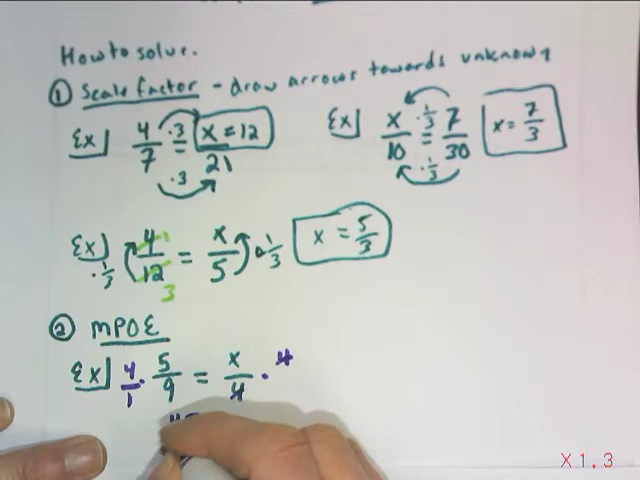 How to solve.
① Scale factor - draw arrows towards unknown
Ex] 4/7 = x/21 ·3 ·3 x = 12
Ex] x/10 = 7/30 ·1/3 ·1/3 x = 7/3
Ex] 4/12 = x/5 1 3 ·1/3 ·1/3 x = 5/3
② MPOE
Ex] 4/1 · 5/9 = x/4 · 4
X1.3